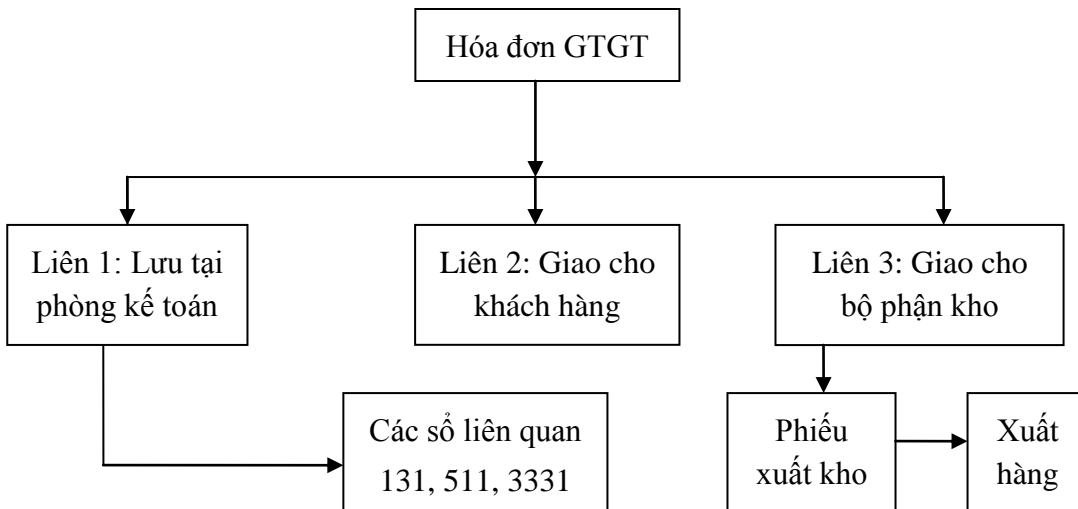 Hóa đơn GTGT
Liên 1: Lưu tại
phòng kế toán
Liên 2: Giao cho
khách hàng
Liên 3: Giao cho
bộ phận kho
Các sổ liên quan
131, 511, 3331
Phiếu
xuất kho
Xuất
hàng